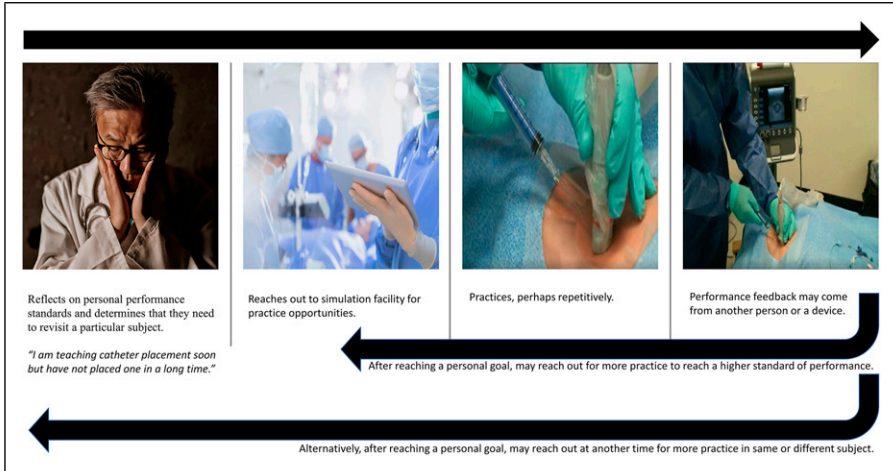 Reflects on personal performance
standards and determines that they need
to revisit a particular subject.
“I am teaching catheter placement soon
but have not placed one in a long time.”
Reaches out to simulation facility for
practice opportunities.
Practices, perhaps repetitively.
Performance feedback may come
from another person or a device.
After reaching a personal goal, may reach out for more practice to reach a higher standard of performance.
Alternatively, after reaching a personal goal, may reach out at another time for more practice in same or different subject.